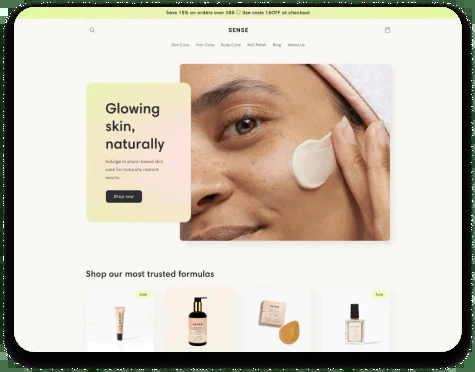 Save 15% on orders over $50 ♡ Use code 15OFF at checkout
SENSE
Skin Care Hair Care Body Care Nail Polish Blog About Us
Glowing
skin,
naturally
Indulge in plant-based skin
care for naturally radiant
results.
Shop now
Shop our most trusted formulas
Sale
Sale
SENSE